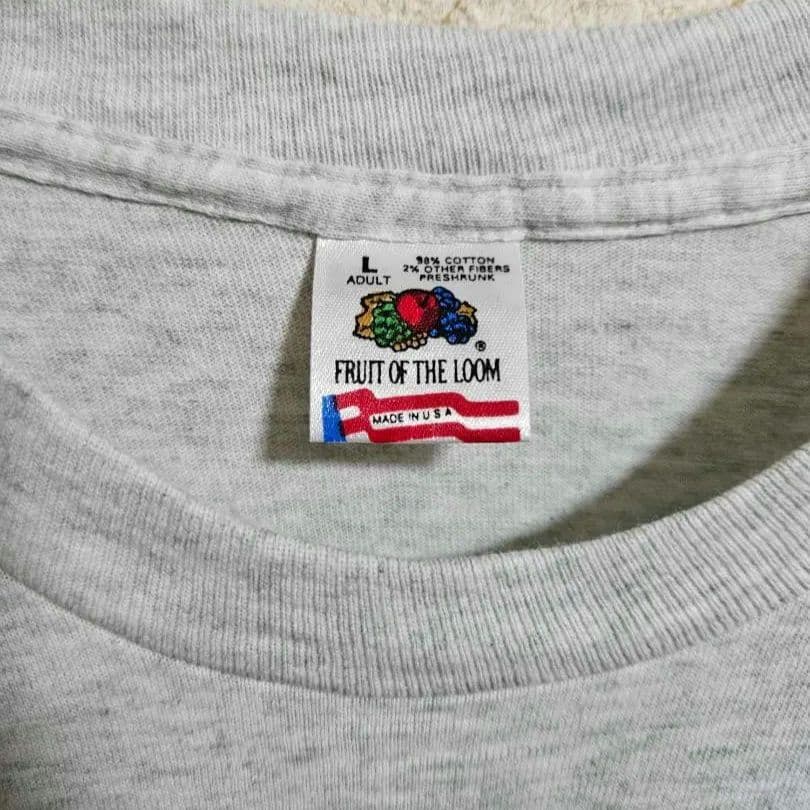 L
ADULT
98% COTTON
2% OTHER FIBERS
PRESHRUNK
®
FRUIT OF THE LOOM
MADE IN U S A